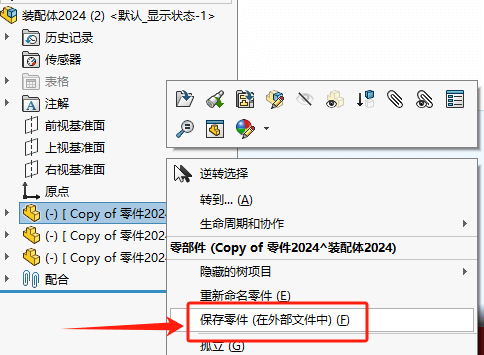 装配体2024 (2) <默认_显示状态-1>
历史记录
传感器
表格
注解
前视基准面
上视基准面
右视基准面
原点
(-) [ Copy of 零件202
(-) [ Copy of 零件202
(-) [ Copy of 零件202
配合
逆转选择
转到... (A)
生命周期和协作
零部件 (Copy of 零件2024^装配体2024)
隐藏的树项目
重新命名零件 (E)
保存零件 (在外部文件中) (F)
孤立 (G)